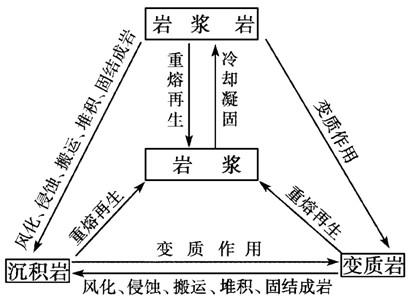 岩浆岩
风化、侵蚀、搬运、堆积、固结成岩
重熔再生
冷却凝固
变质作用
岩浆
重熔再生
重熔再生
变质作用
沉积岩
变质岩
风化、侵蚀、搬运、堆积、固结成岩